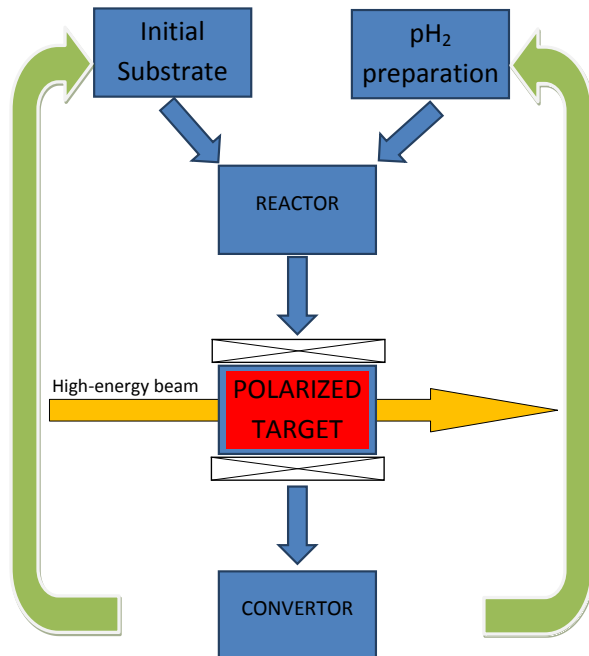 Initial
Substrate
pH₂
preparation
REACTOR
High-energy beam
POLARIZED
TARGET
CONVERTOR